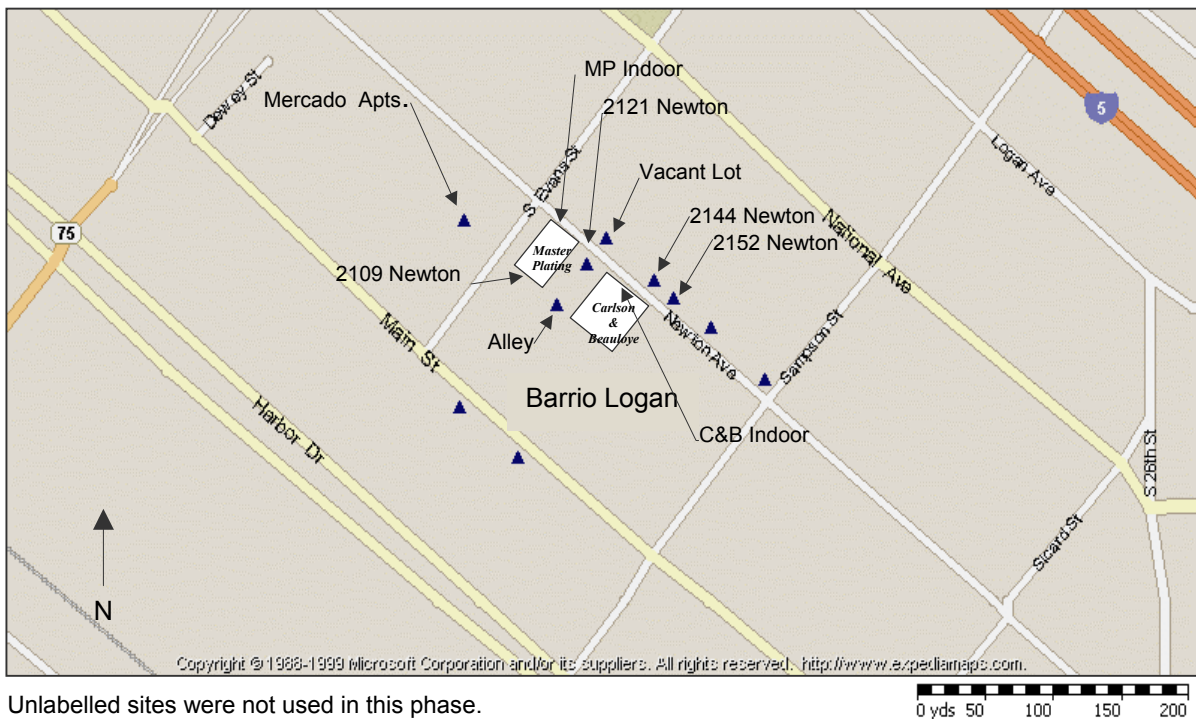 MP Indoor
Mercado Apts.
2121 Newton
Dewey St
5
S Evans St
Logan Ave
Vacant Lot
2144 Newton
National Ave
75
2152 Newton
Master
Plating
2109 Newton
Carlson
&
Beauloye
Newton Ave
Sampson St
Alley
Main St
Barrio Logan
Harbor Dr
C&B Indoor
S 26th St
Sicard St
N
Copyright © 1988-1999 Microsoft Corporation and/or its suppliers. All rights reserved. http://www.expediamaps.com.
Unlabelled sites were not used in this phase.
0 yds 50 100 150 200